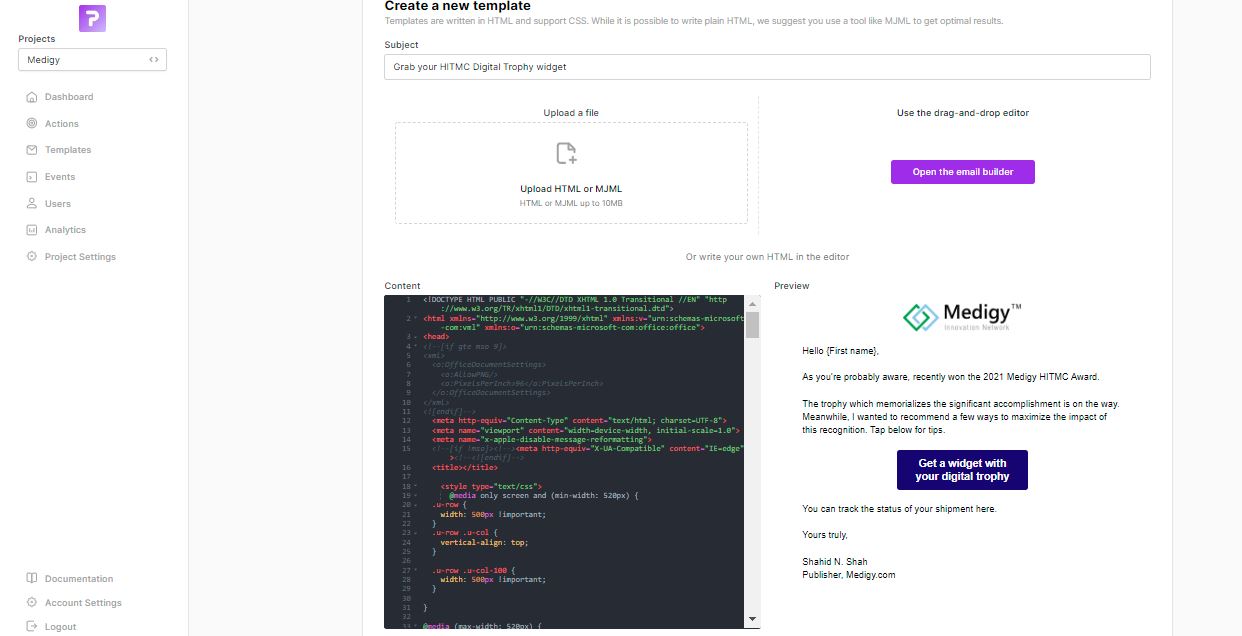 Projects
Medigy
Dashboard
Actions
Templates
Events
Users
Analytics
Project Settings
Documentation
Account Settings
Logout
Create a new template
Templates are written in HTML and support CSS. While it is possible to write plain HTML, we suggest you use a tool like MJML to get optimal results.
Subject
Grab your HITMC Digital Trophy widget
Upload a file
Upload HTML or MJML
HTML or MJML up to 10MB
Use the drag-and-drop editor
Open the email builder
Or write your own HTML in the editor
Content
1 <!DOCTYPE HTML PUBLIC "-//W3C//DTD XHTML 1.0 Transitional //EN" "http
://www.w3.org/TR/xhtml1/DTD/xhtml1-transitional.dtd">
2 <html xmlns="http://www.w3.org/1999/xhtml" xmlns:v="urn:schemas-microsoft
-com:vml" xmlns:o="urn:schemas-microsoft-com:office:office">
3 <head>
4 <!--[if gte mso 9]>
5 <xml>
6 <o:OfficeDocumentSettings>
7 <o:AllowPNG/>
8 <o:PixelsPerInch>96</o:PixelsPerInch>
9 </o:OfficeDocumentSettings>
10 </xml>
11 <![endif]-->
12 <meta http-equiv="Content-Type" content="text/html; charset=UTF-8">
13 <meta name="viewport" content="width=device-width, initial-scale=1.0">
14 <meta name="x-apple-disable-message-reformatting">
15 <!--[if !mso]><!--><meta http-equiv="X-UA-Compatible" content="IE=edge"
><!--<![endif]-->
16 <title></title>
17
18 <style type="text/css">
19 @media only screen and (min-width: 520px) {
20 .u-row {
21 width: 500px !important;
22 }
23 .u-row .u-col {
24 vertical-align: top;
25 }
26
27 .u-row .u-col-100 {
28 width: 500px !important;
29 }
30
31 }
32
33 @media (max-width: 520px) {
Preview
Medigy™
Innovation Network
Hello {First name},
As you're probably aware, recently won the 2021 Medigy HITMC Award.
The trophy which memorializes the significant accomplishment is on the way.
Meanwhile, I wanted to recommend a few ways to maximize the impact of
this recognition. Tap below for tips.
Get a widget with
your digital trophy
You can track the status of your shipment here.
Yours truly,
Shahid N. Shah
Publisher, Medigy.com